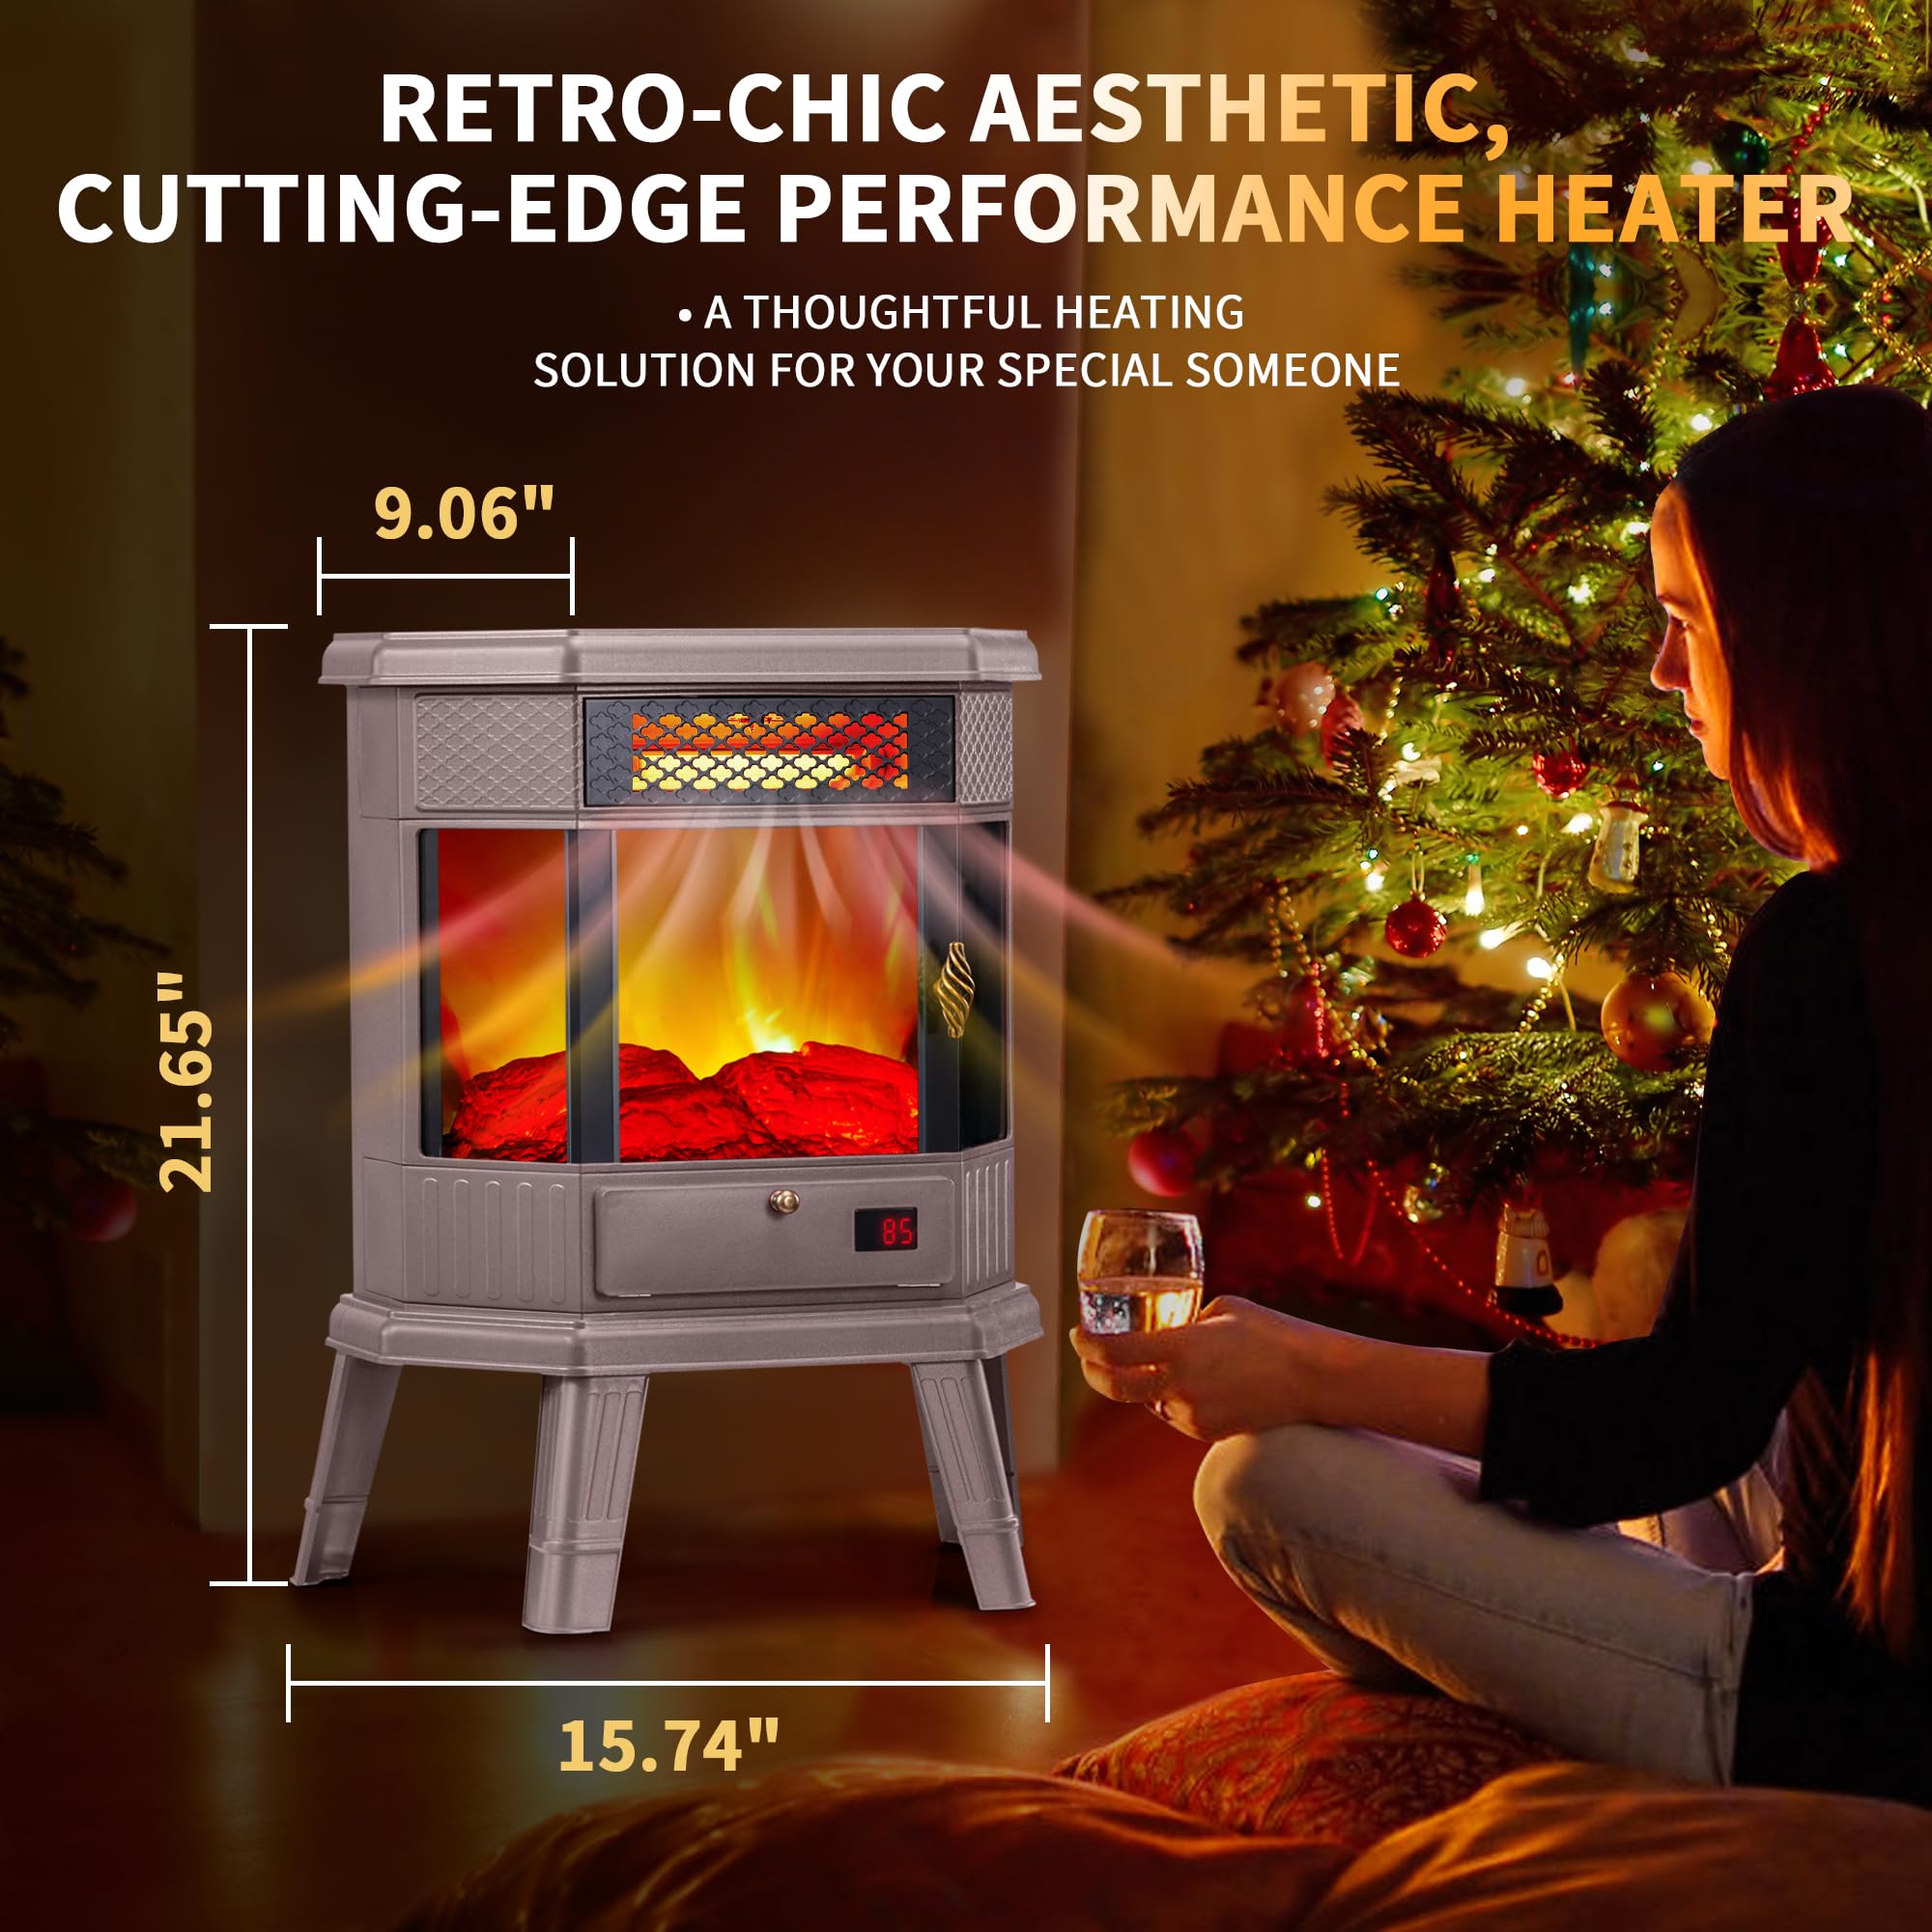 RETRO-CHIC AESTHETIC,
CUTTING-EDGE PERFORMANCE HEATER
• A THOUGHTFUL HEATING
SOLUTION FOR YOUR SPECIAL SOMEONE
9.06"
21.65"
85
15.74"